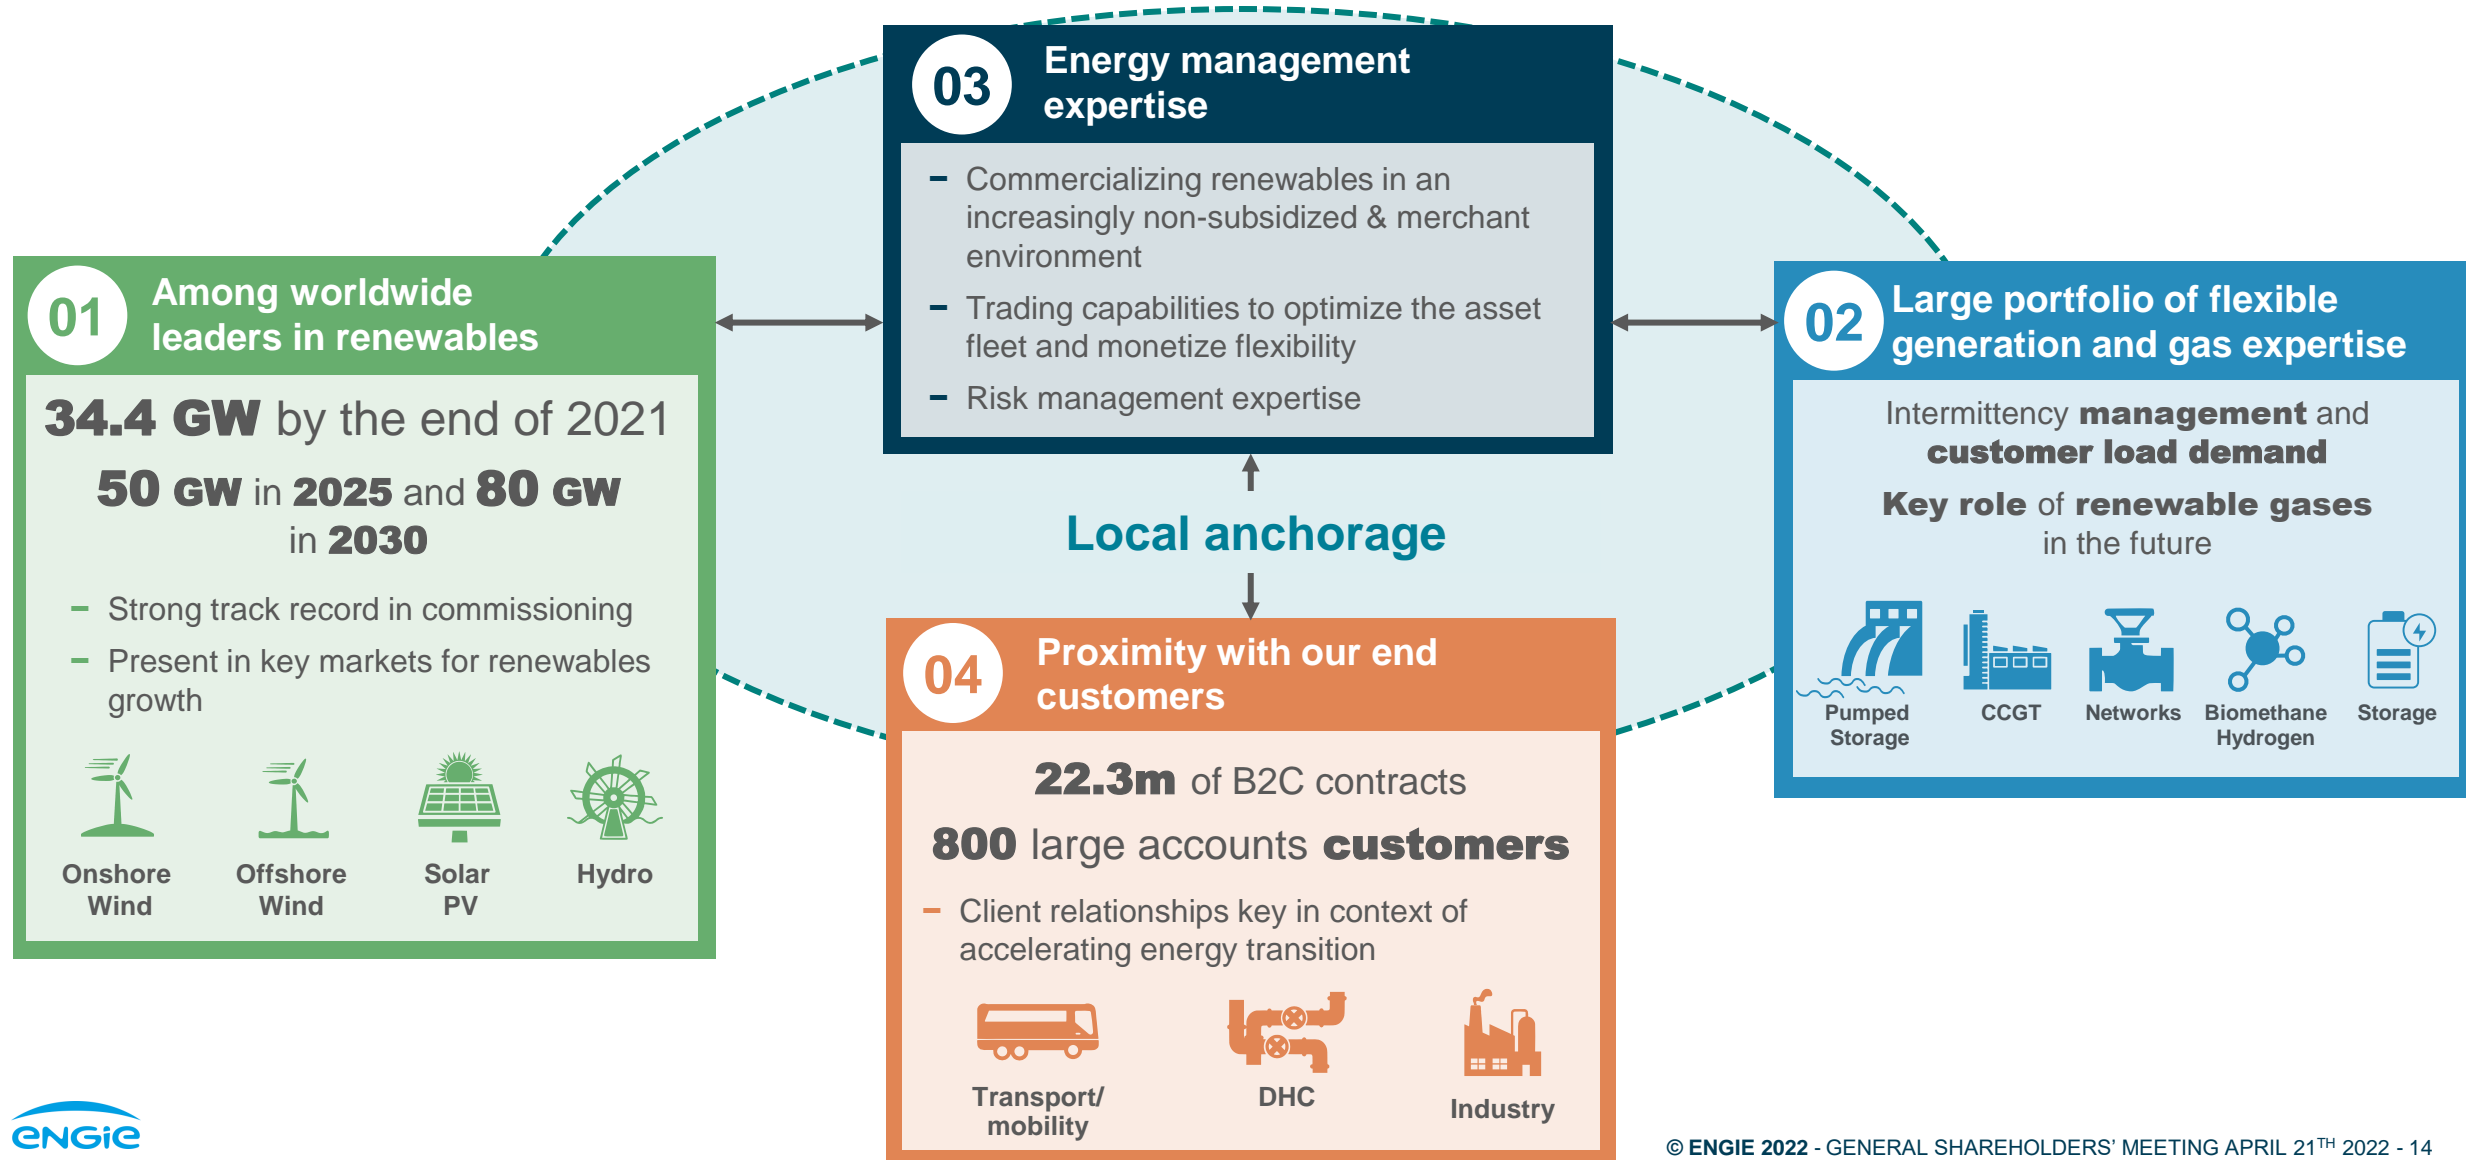 03
Energy management
expertise
– Commercializing renewables in an
increasingly non-subsidized & merchant
environment
– Trading capabilities to optimize the asset
fleet and monetize flexibility
– Risk management expertise
01
Among worldwide
leaders in renewables
34.4 GW by the end of 2021
50 GW in 2025 and 80 GW
in 2030
– Strong track record in commissioning
– Present in key markets for renewables
growth
Onshore
Wind
Offshore
Wind
Solar
PV
Hydro
02
Large portfolio of flexible
generation and gas expertise
Intermittency management and
customer load demand
Key role of renewable gases
in the future
Pumped
Storage
CCGT
Networks
Biomethane
Hydrogen
Storage
Local anchorage
04
Proximity with our end
customers
22.3m of B2C contracts
800 large accounts customers
– Client relationships key in context of
accelerating energy transition
Transport/
mobility
DHC
Industry
ENGIE
© ENGIE 2022 - GENERAL SHAREHOLDERS’ MEETING APRIL 21TH 2022 - 14